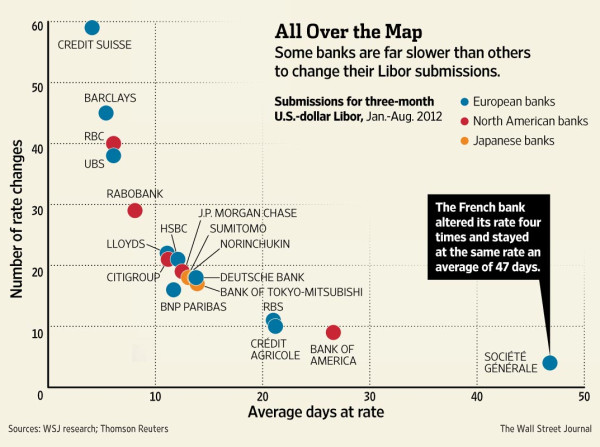 All Over the Map
Some banks are far slower than others
to change their Libor submissions.
Submissions for three-month
U.S.-dollar Libor, Jan.-Aug. 2012
European banks
North American banks
Japanese banks
Number of rate changes
60
50
40
30
20
10
0
CREDIT SUISSE
BARCLAYS
RBC
UBS
RABOBANK
J.P. MORGAN CHASE
HSBC
SUMITOMO
LLOYDS
NORINCHUKIN
CITIGROUP
DEUTSCHE BANK
BANK OF TOKYO-MITSUBISHI
BNP PARIBAS
RBS
CRÉDIT
AGRICOLE
BANK OF
AMERICA
The French bank
altered its rate four
times and stayed
at the same rate an
average of 47 days.
SOCIÉTÉ
GÉNÉRALE
10
20
30
40
50
Average days at rate
Sources: WSJ research; Thomson Reuters
The Wall Street Journal